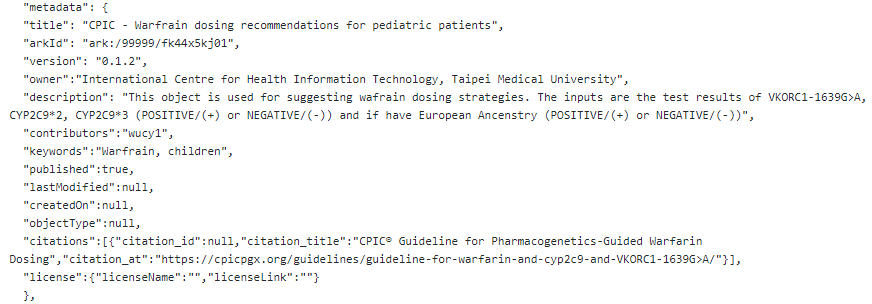 "metadata": {
"title": "CPIC - Warfrain dosing recommendations for pediatric patients",
"arkId": "ark:/99999/fk44x5kj01",
"version": "0.1.2",
"owner":"International Centre for Health Information Technology, Taipei Medical University",
"description": "This object is used for suggesting wafrain dosing strategies. The inputs are the test results of VKORC1-1639G>A,
CYP2C9*2, CYP2C9*3 (POSITIVE/(+) or NEGATIVE/(-)) and if have European Ancenstry (POSITIVE/(+) or NEGATIVE/(-))",
"contributors":"wucy1",
"keywords":"Warfrain, children",
"published":true,
"lastModified":null,
"createdOn":null,
"objectType":null,
"citations":[{"citation_id":null,"citation_title":"CPIC® Guideline for Pharmacogenetics-Guided Warfarin
Dosing","citation_at":"https://cpicpgx.org/guidelines/guideline-for-warfarin-and-cyp2c9-and-VKORC1-1639G>A/"}],
"license":{"licenseName":"","licenseLink":""}
},